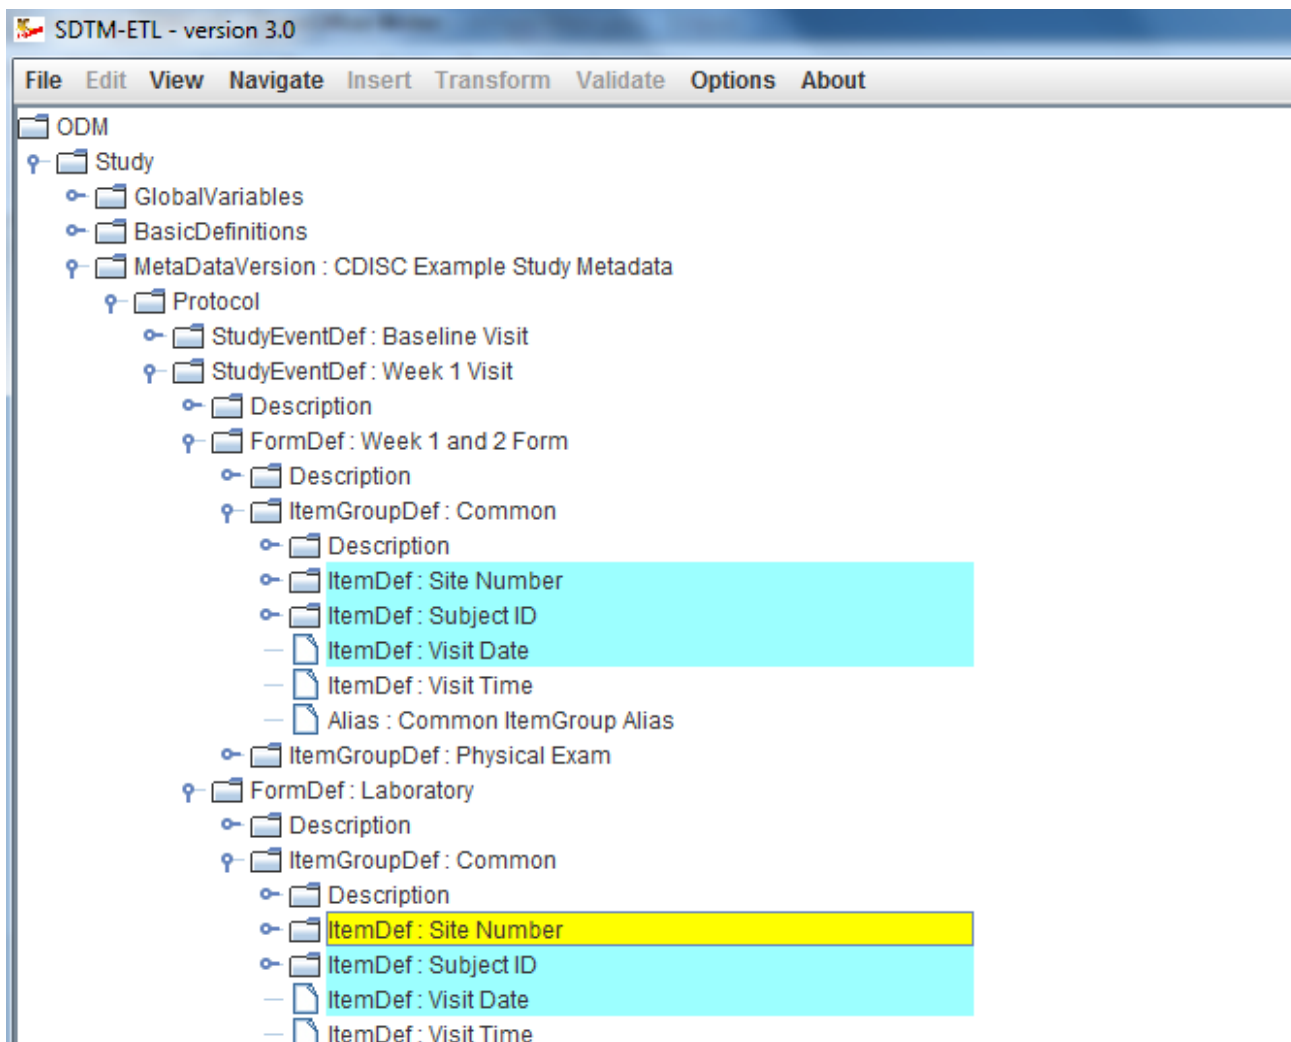 SDTM-ETL - version 3.0
File Edit View Navigate Insert Transform Validate Options About
ODM
Study
GlobalVariables
BasicDefinitions
MetaDataVersion : CDISC Example Study Metadata
Protocol
StudyEventDef : Baseline Visit
StudyEventDef : Week 1 Visit
Description
FormDef : Week 1 and 2 Form
Description
ItemGroupDef : Common
Description
ItemDef : Site Number
ItemDef : Subject ID
ItemDef : Visit Date
ItemDef : Visit Time
Alias : Common ItemGroup Alias
ItemGroupDef : Physical Exam
FormDef : Laboratory
Description
ItemGroupDef : Common
Description
ItemDef : Site Number
ItemDef : Subject ID
ItemDef : Visit Date
ItemDef : Visit Time